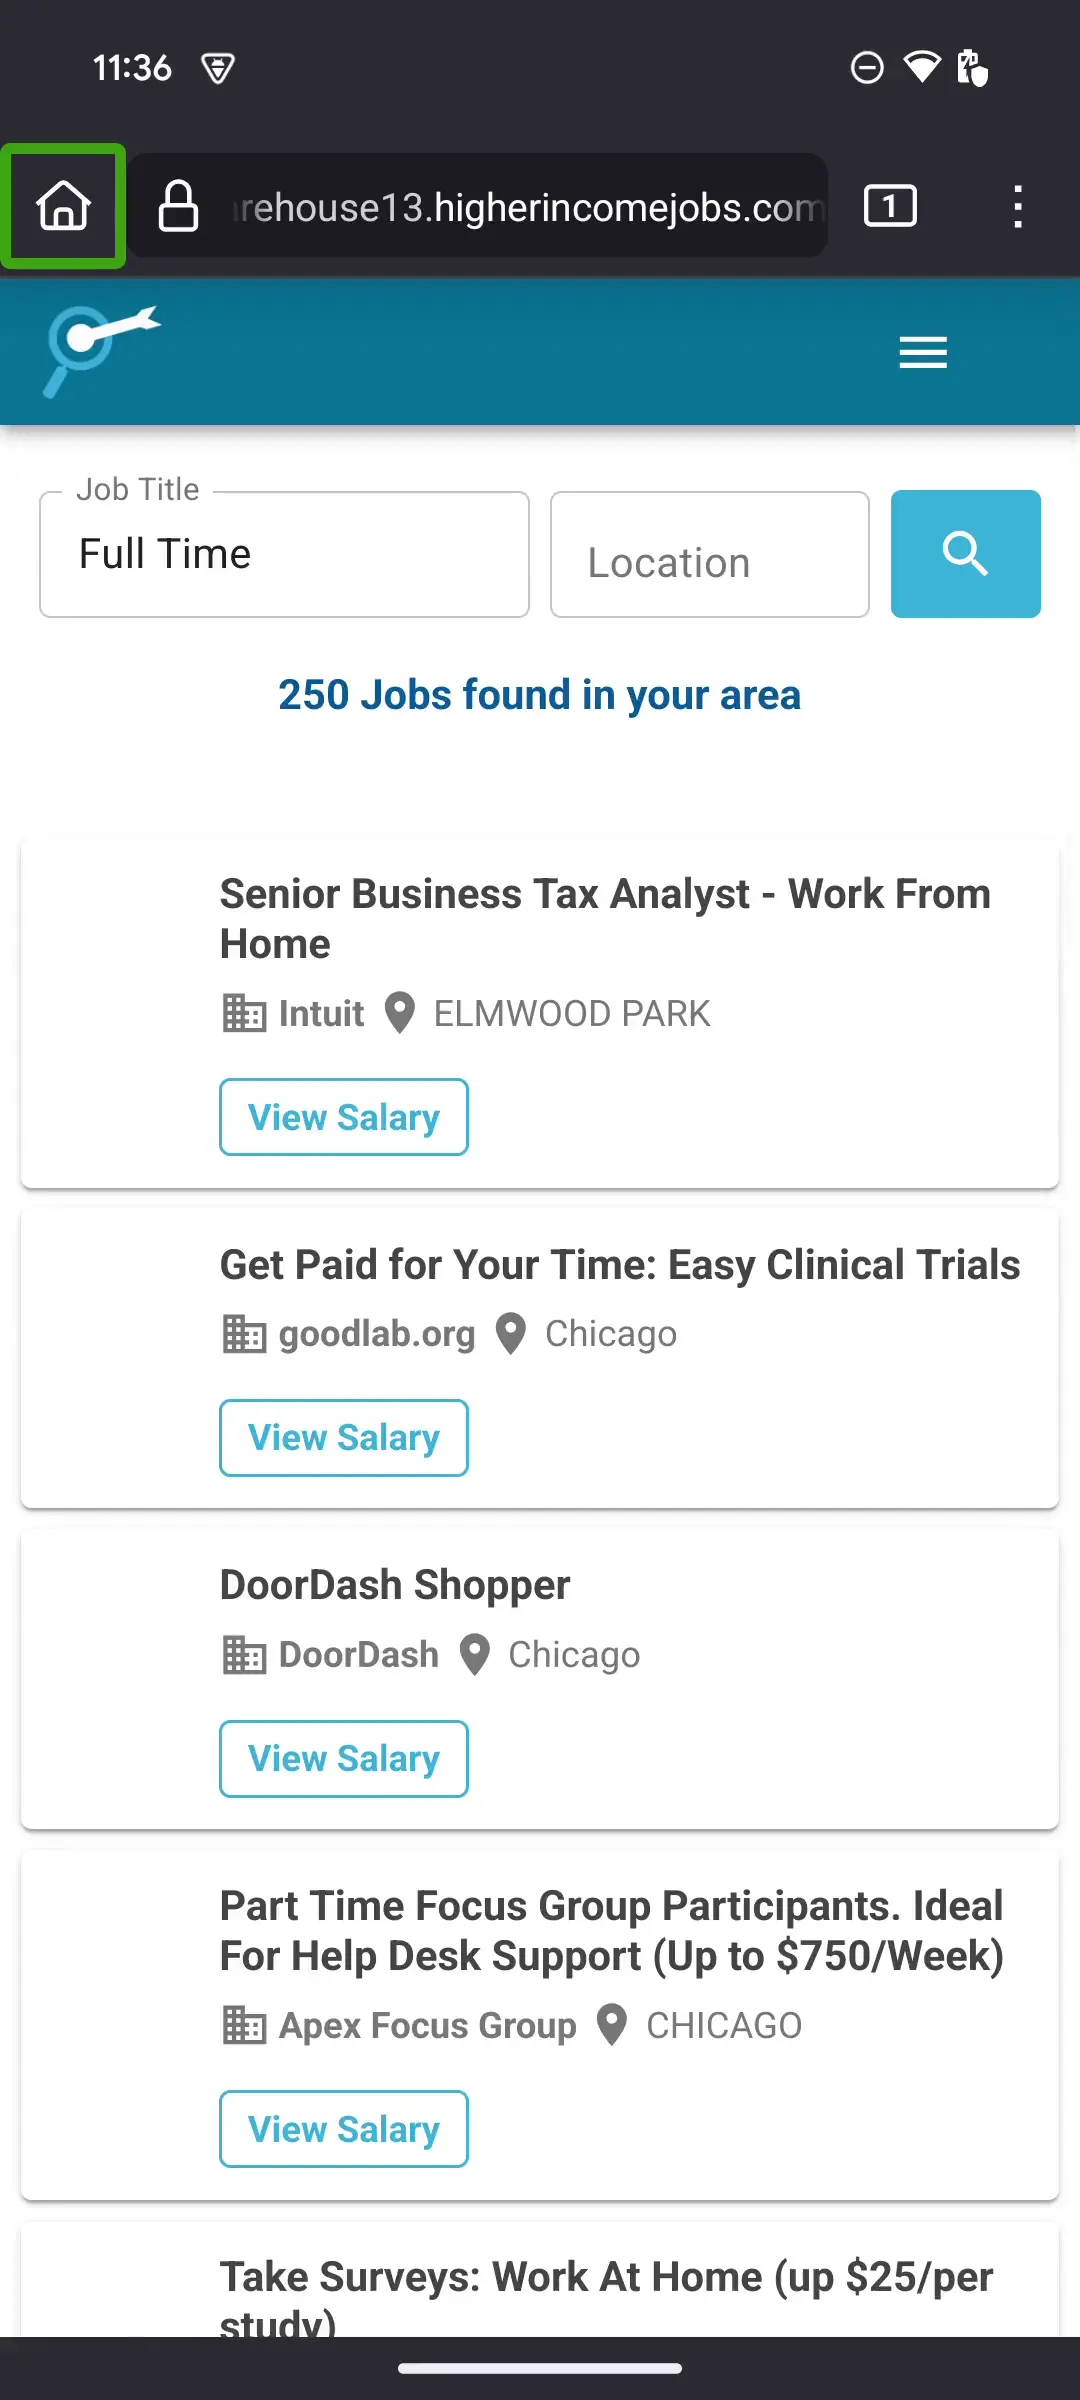 11:36
rehouse13.higherincomejobs.com
1
Job Title
Full Time
Location
250 Jobs found in your area
Senior Business Tax Analyst - Work From
Home
Intuit ELMWOOD PARK
View Salary
Get Paid for Your Time: Easy Clinical Trials
goodlab.org Chicago
View Salary
DoorDash Shopper
DoorDash Chicago
View Salary
Part Time Focus Group Participants. Ideal
For Help Desk Support (Up to $750/Week)
Apex Focus Group CHICAGO
View Salary
Take Surveys: Work At Home (up $25/per
study)